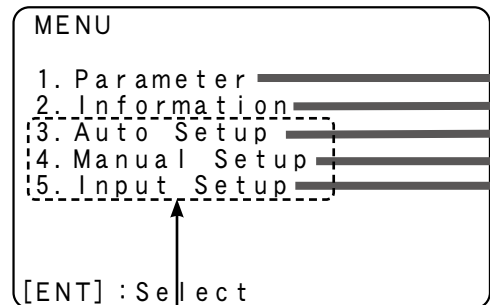 MENU
1. Parameter
2. Information
3. Auto Setup
4. Manual Setup
5. Input Setup
[ENT] : Select